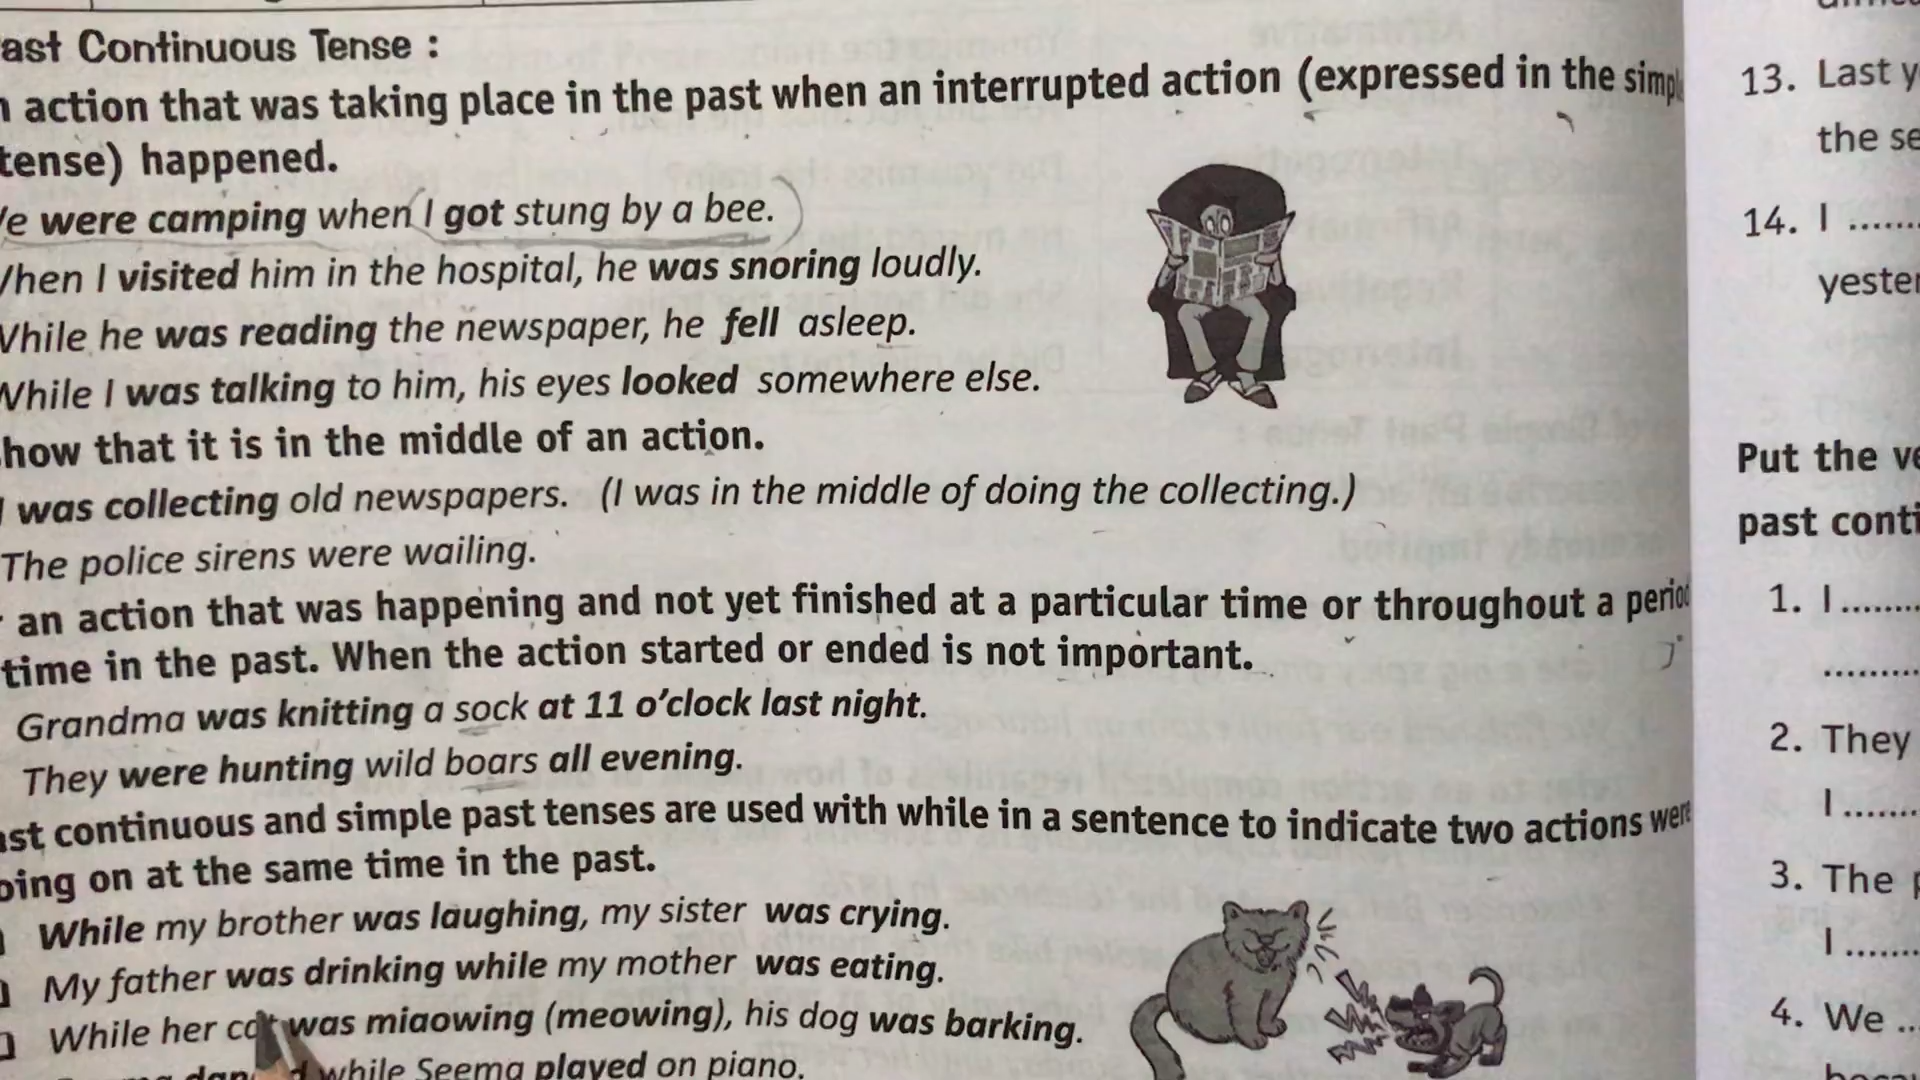 ast Continuous Tense :
action that was taking place in the past when an interrupted action (expressed in the simpl
tense) happened.
e were camping when I got stung by a bee.
When I visited him in the hospital, he was snoring loudly.
While he was reading the newspaper, he fell asleep.
While I was talking to him, his eyes looked somewhere else.
how that it is in the middle of an action.
I was collecting old newspapers. (I was in the middle of doing the collecting.)
The police sirens were wailing.
an action that was happening and not yet finished at a particular time or throughout a period
time in the past. When the action started or ended is not important.
Grandma was knitting a sock at 11 o'clock last night.
They were hunting wild boars all evening.
ast continuous and simple past tenses are used with while in a sentence to indicate two actions were
oing on at the same time in the past.
While my brother was laughing, my sister was crying.
My father was drinking while my mother was eating.
While her cat was miaowing (meowing), his dog was barking.
while Seema played on piano.
13. Last y
the se
14. I .......
yester
Put the ve
past conti
1. I ........
.........
2. They
I .......
3. The p
I .......
4. We ...